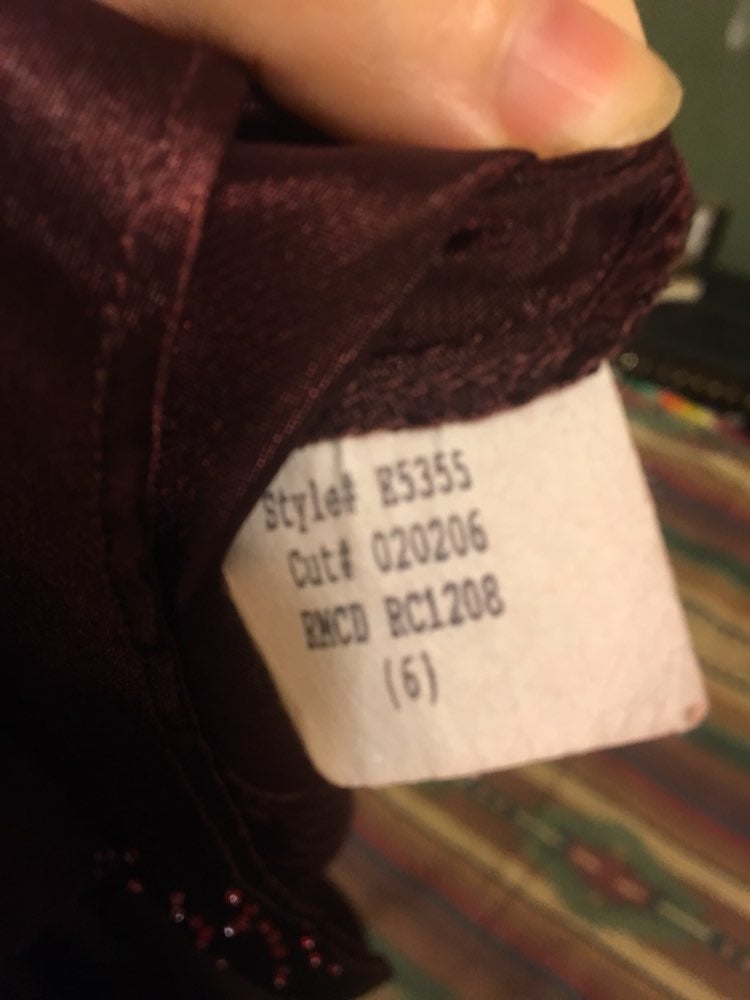 Style# E5355
Cut# 020206
RMCD RC1208
(6)